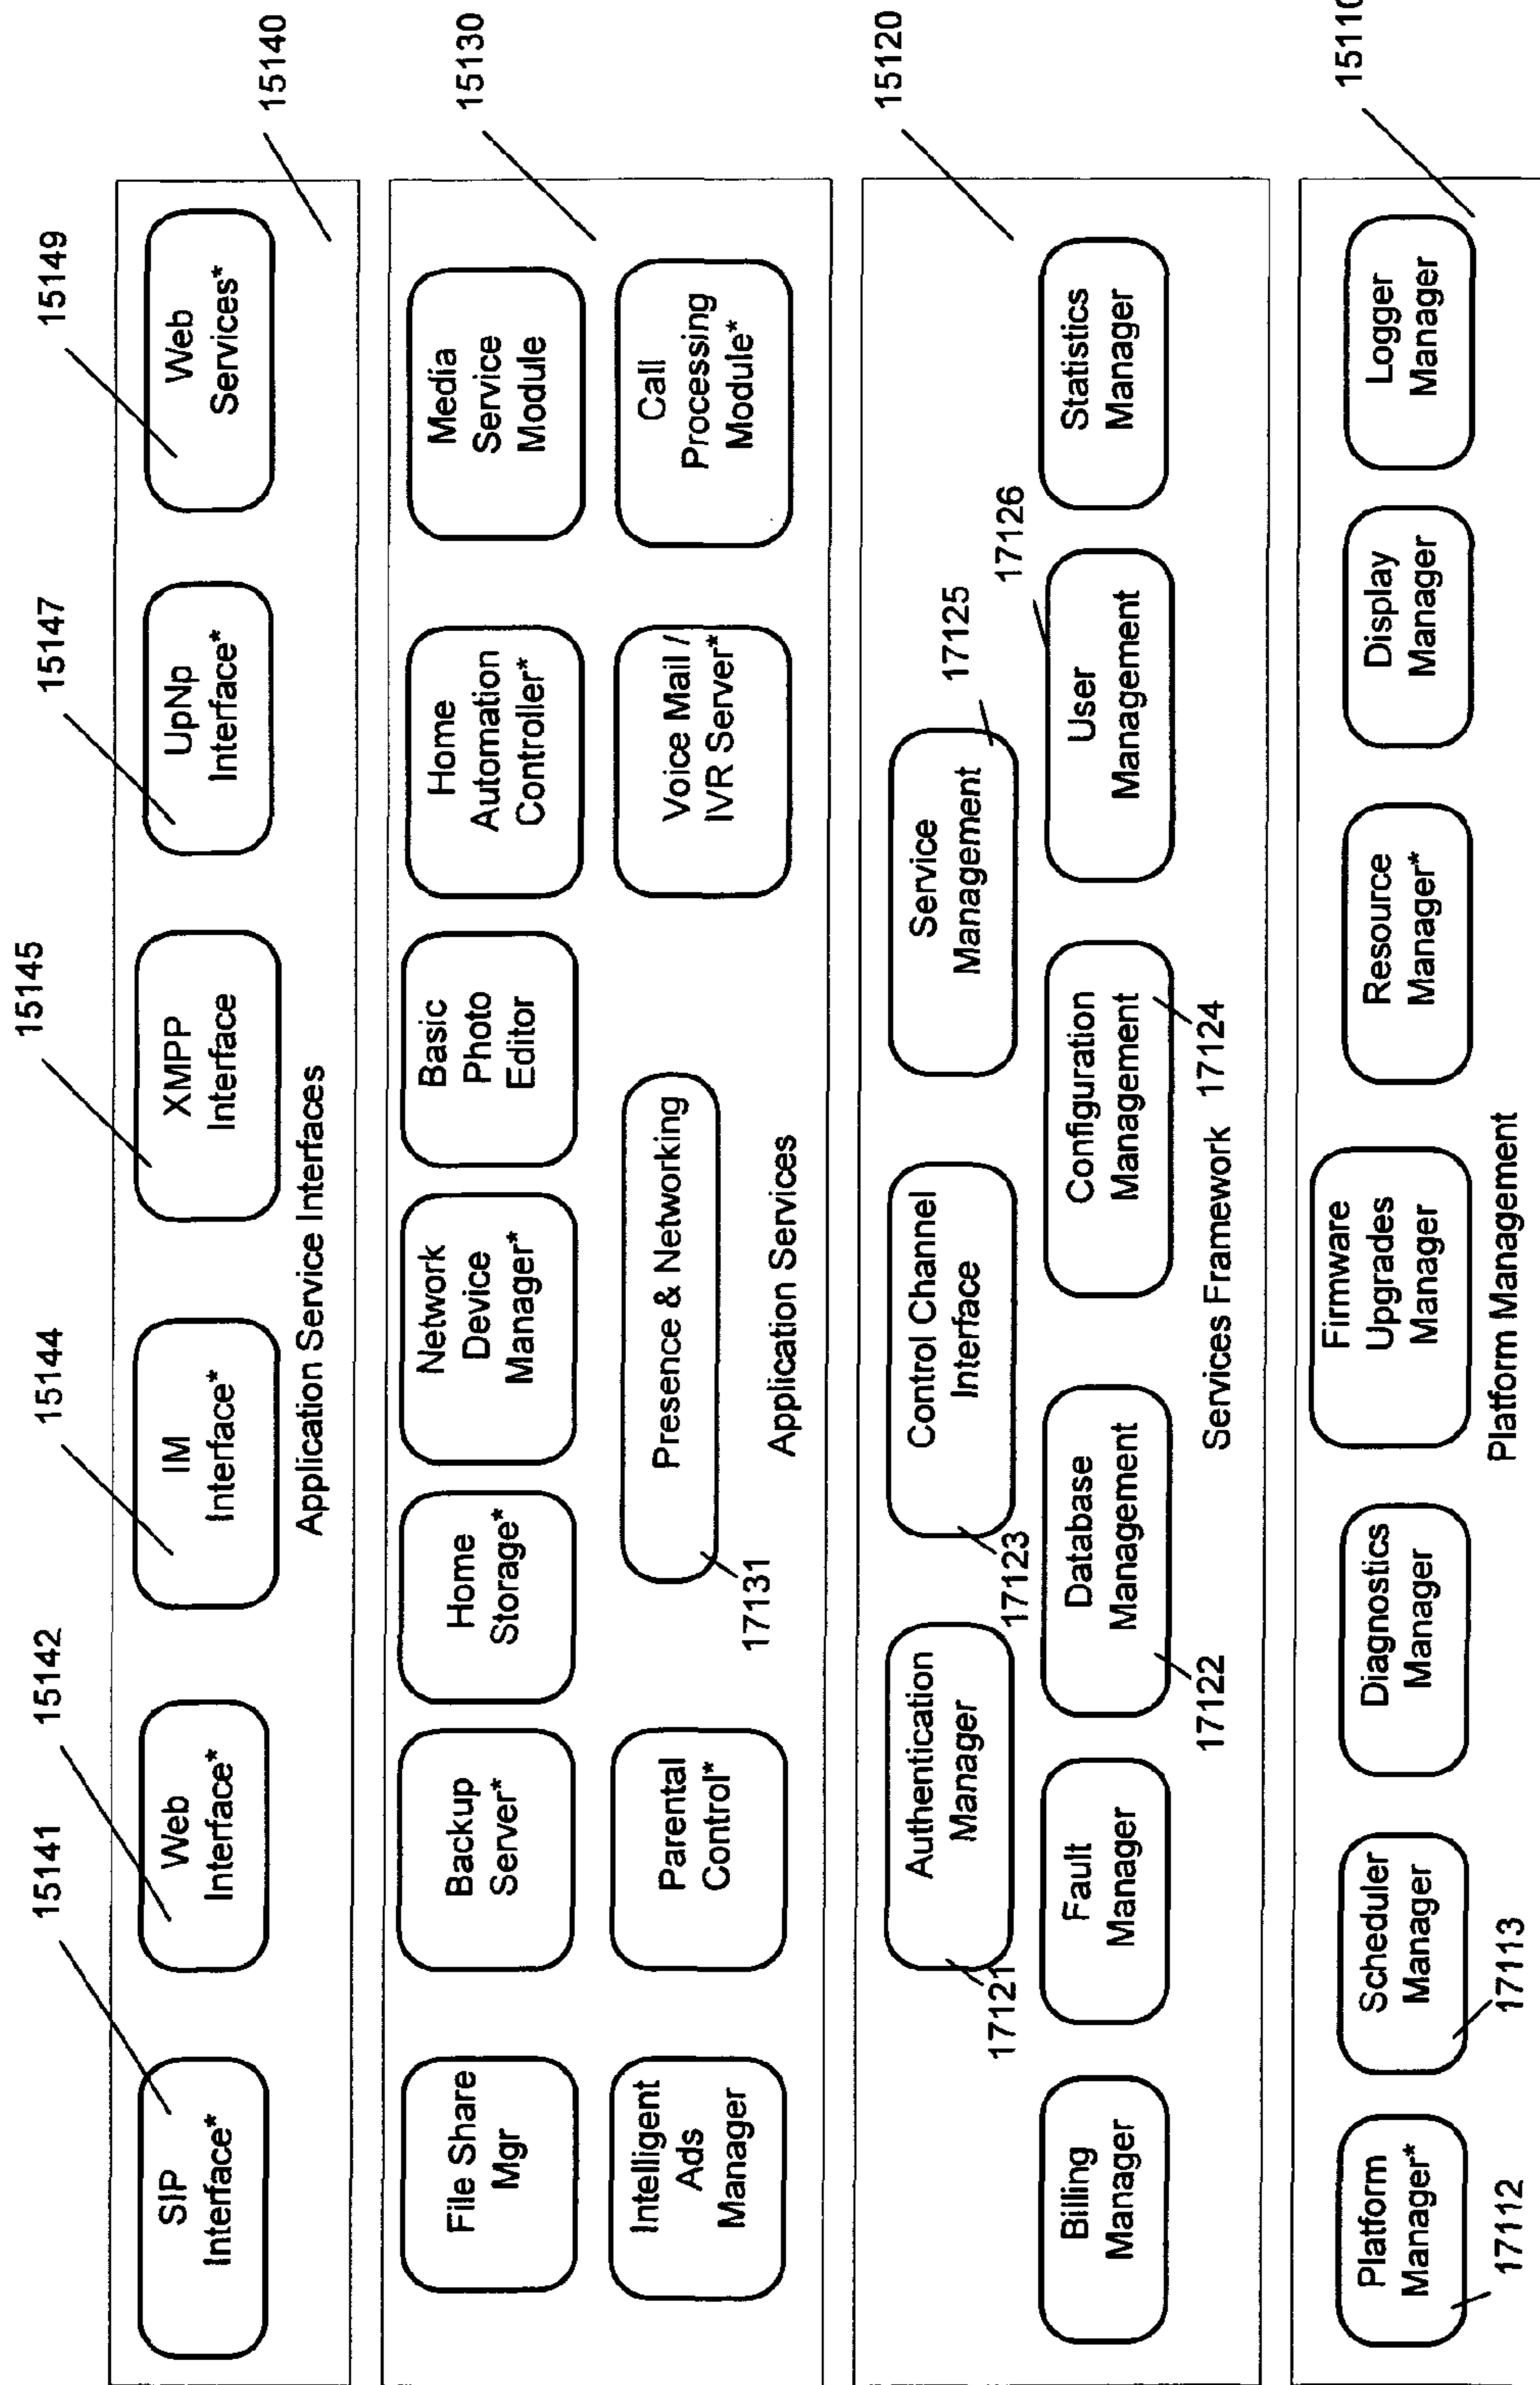 15141
15142
15144
15145
15147
15149
15140
SIP
Interface*
Web
Interface*
IM
Interface*
XMPP
Interface
UpNp
Interface*
Web
Services*
Application Service Interfaces
15130
File Share
Mgr
Backup
Server*
Home
Storage*
Network
Device
Manager*
Basic
Photo
Editor
Home
Automation
Controller*
Media
Service
Module
Intelligent
Ads
Manager
Parental
Control*
Presence & Networking
17131
Voice Mail /
IVR Server*
Call
Processing
Module*
Application Services
15120
Authentication
Manager
17121
Control Channel
Interface
17123
Service
Management
17125
17126
Billing
Manager
Fault
Manager
Database
Management
17122
Configuration
Management
User
Management
Statistics
Manager
Services Framework
17124
15110
Platform
Manager*
Scheduler
Manager
Diagnostics
Manager
Firmware
Upgrades
Manager
Resource
Manager*
Display
Manager
Logger
Manager
17112
17113
Platform Management